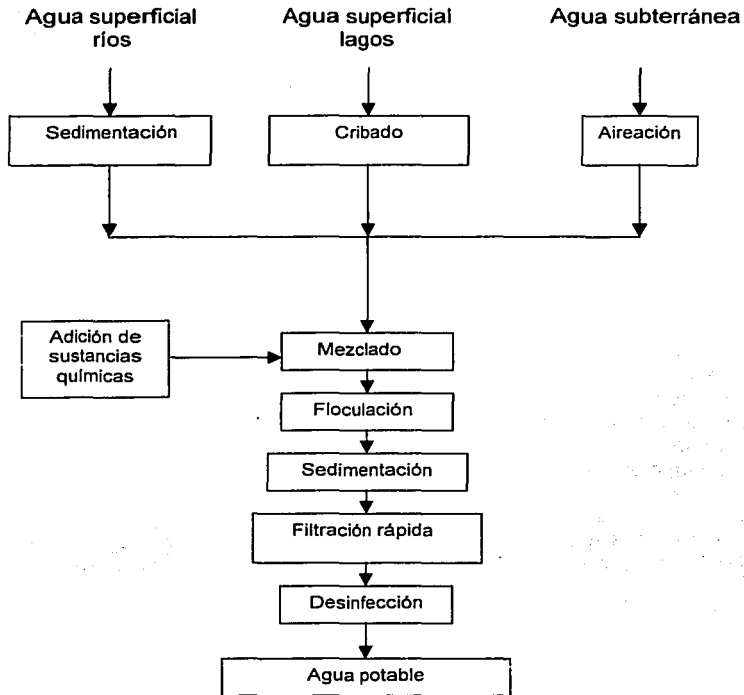 Agua superficial
ríos
Agua superficial
lagos
Agua subterránea
Sedimentación
Cribado
Aireación
Adición de
sustancias
químicas
Mezclado
Floculación
Sedimentación
Filtración rápida
Desinfección
Agua potable